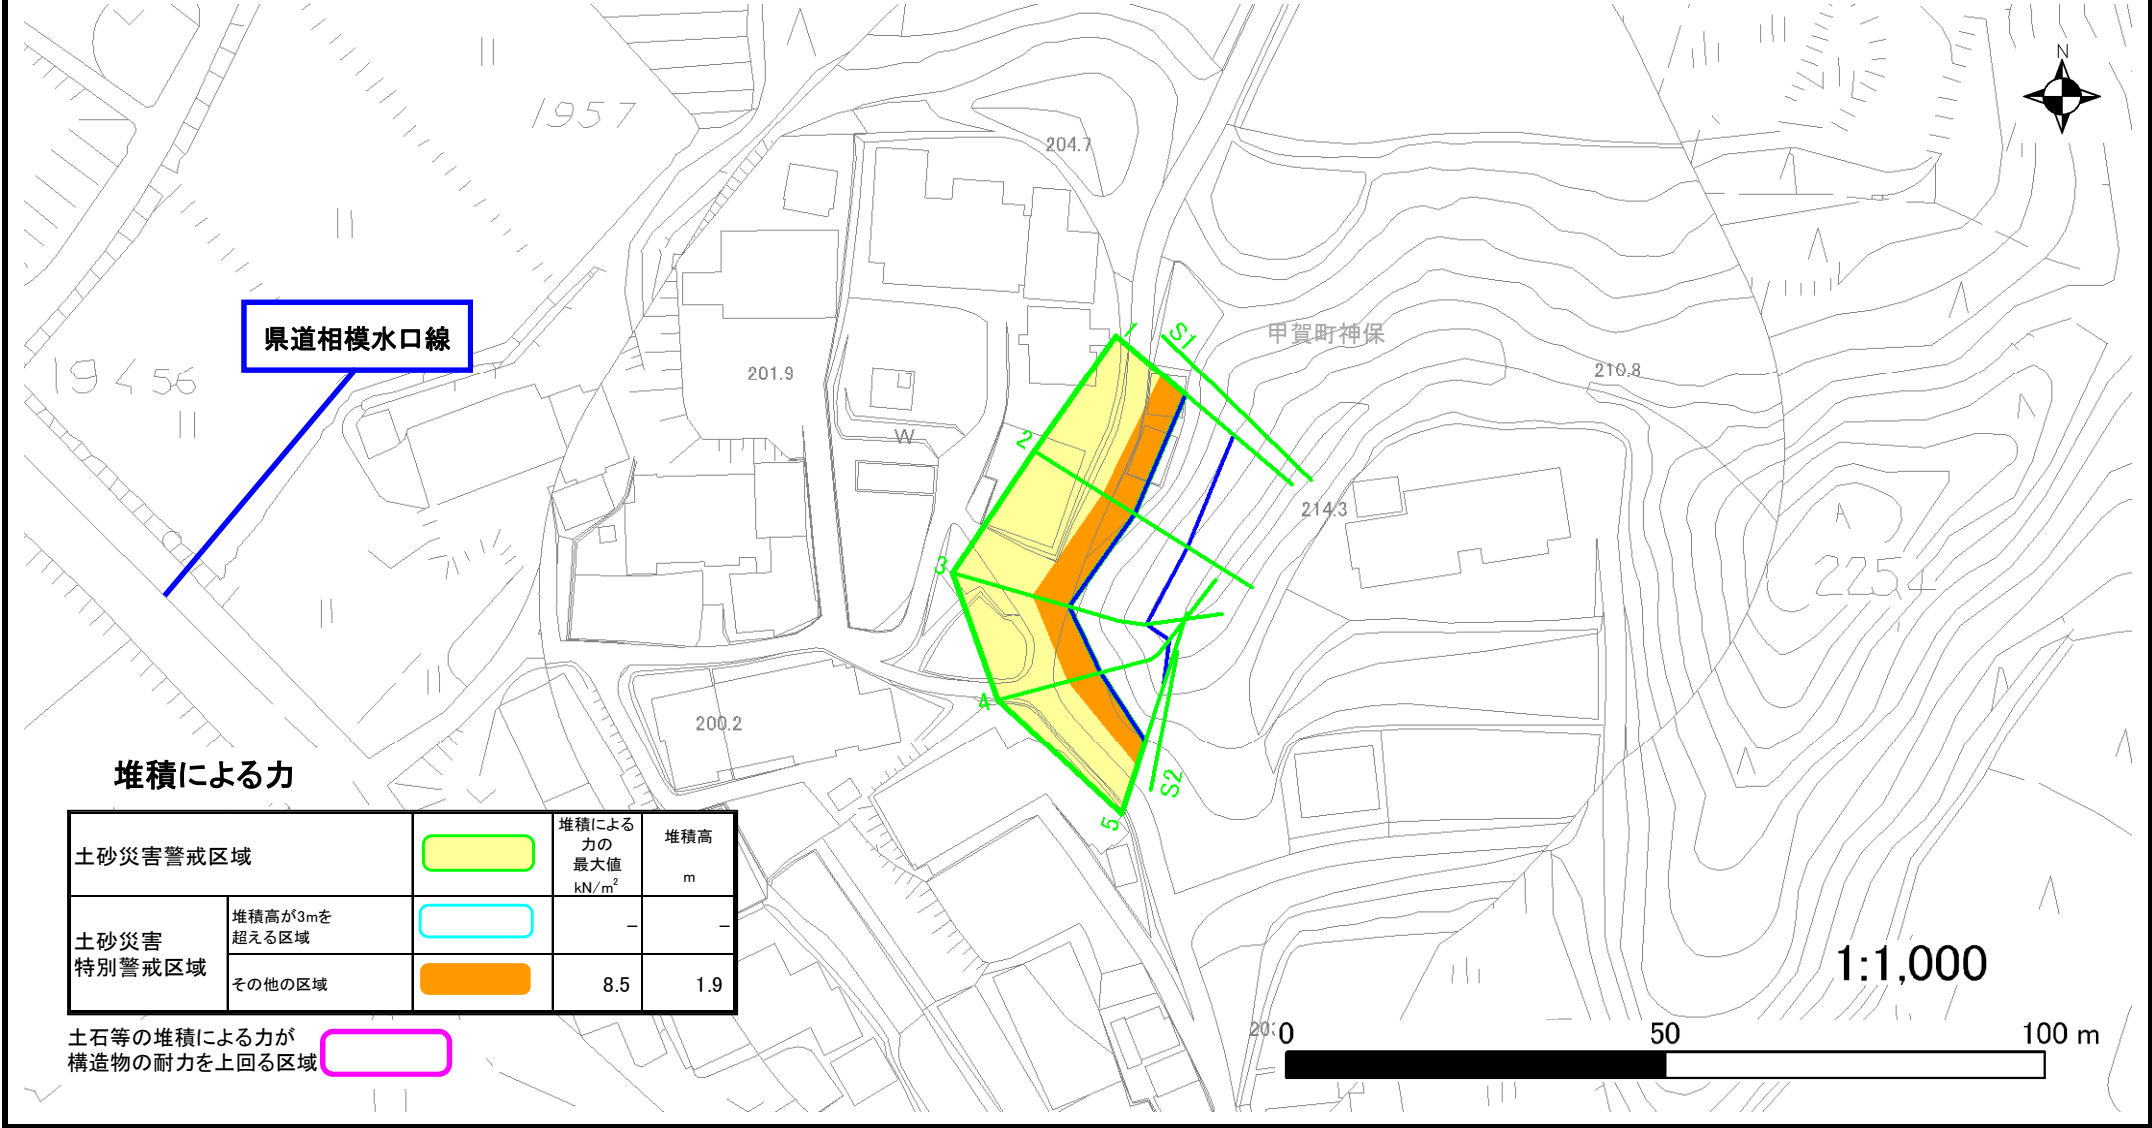 1957
204.7
N
県道相模水口線
1
S1
甲賀町神保
19456
201.9
210.8
2
W
214.3
3
2254
4
200.2
S2
5
堆積による力
土砂災害警戒区域
堆積による
力の
最大値
kN/m²
堆積高
m
土砂災害
特別警戒区域
堆積高が3mを
超える区域
－ －
その他の区域
8.5 1.9
土石等の堆積による力が
構造物の耐力を上回る区域
1:1,000
0 50 100 m